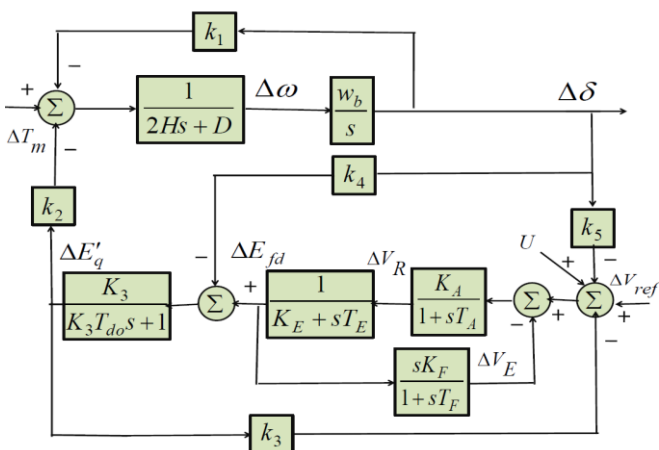 k₁
+
−
Σ
1
2Hs + D
Δω
w_b
s
Δδ
ΔT_m
−
k₄
k₂
k₅
ΔE′_q
−
ΔE_fd
ΔV_R
U
+
−
ΔV_ref
K₃
K₃T_do s + 1
Σ
+
1
K_E + sT_E
K_A
1 + sT_A
Σ
−
+
Σ
+
−
sK_F
1 + sT_F
ΔV_E
k₃